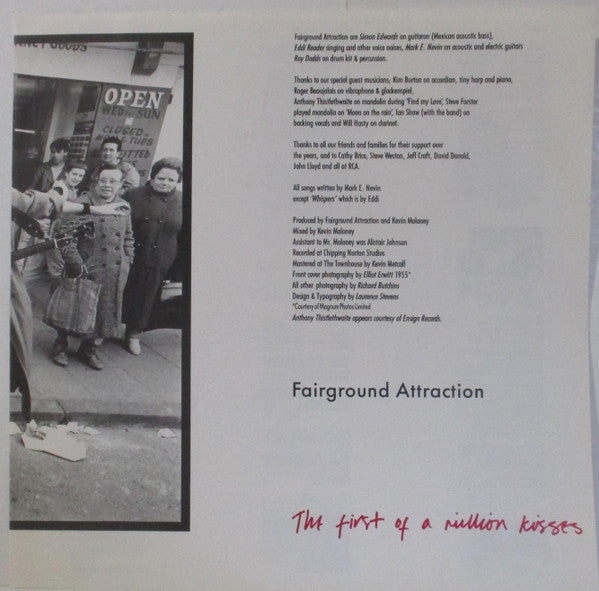 NCY GOODS
OPEN
WED SUN
CLOSED
Fairground Attraction are Simon Edwards on guitaron (Mexican acoustic bass),
Eddi Reader singing and other voice noises, Mark E. Nevin on acoustic and electric guitars
Roy Dodds on drum kit & percussion.
Thanks to our special guest musicians; Kim Burton on accordian, tiny harp and piano,
Roger Beaujolais on vibraphone & glockenspiel,
Anthony Thistlethwaite on mandolin during 'Find my Love', Steve Forster
played mandolin on 'Moon on the rain', Ian Shaw (with the band) on
backing vocals and Will Hasty on clarinet.
Thanks to all our friends and families for their support over
the years, and to Cathy Brice, Steve Weston, Jeff Craft, David Donald,
John Lloyd and all at RCA.
All songs written by Mark E. Nevin
except 'Whispers' which is by Eddi
Produced by Fairground Attraction and Kevin Moloney
Mixed by Kevin Moloney
Assistant to Mr. Moloney was Alistair Johnson
Recorded at Chipping Norton Studios
Mastered at The Townhouse by Kevin Metcalf
Front cover photography by Elliot Erwitt 1955*
All other photography by Richard Butchins
Design & Typography by Laurence Stevens
*Courtesy of Magnum Photos Limited
Anthony Thistlethwaite appears courtesy of Ensign Records.
Fairground Attraction
The first of a million kisses